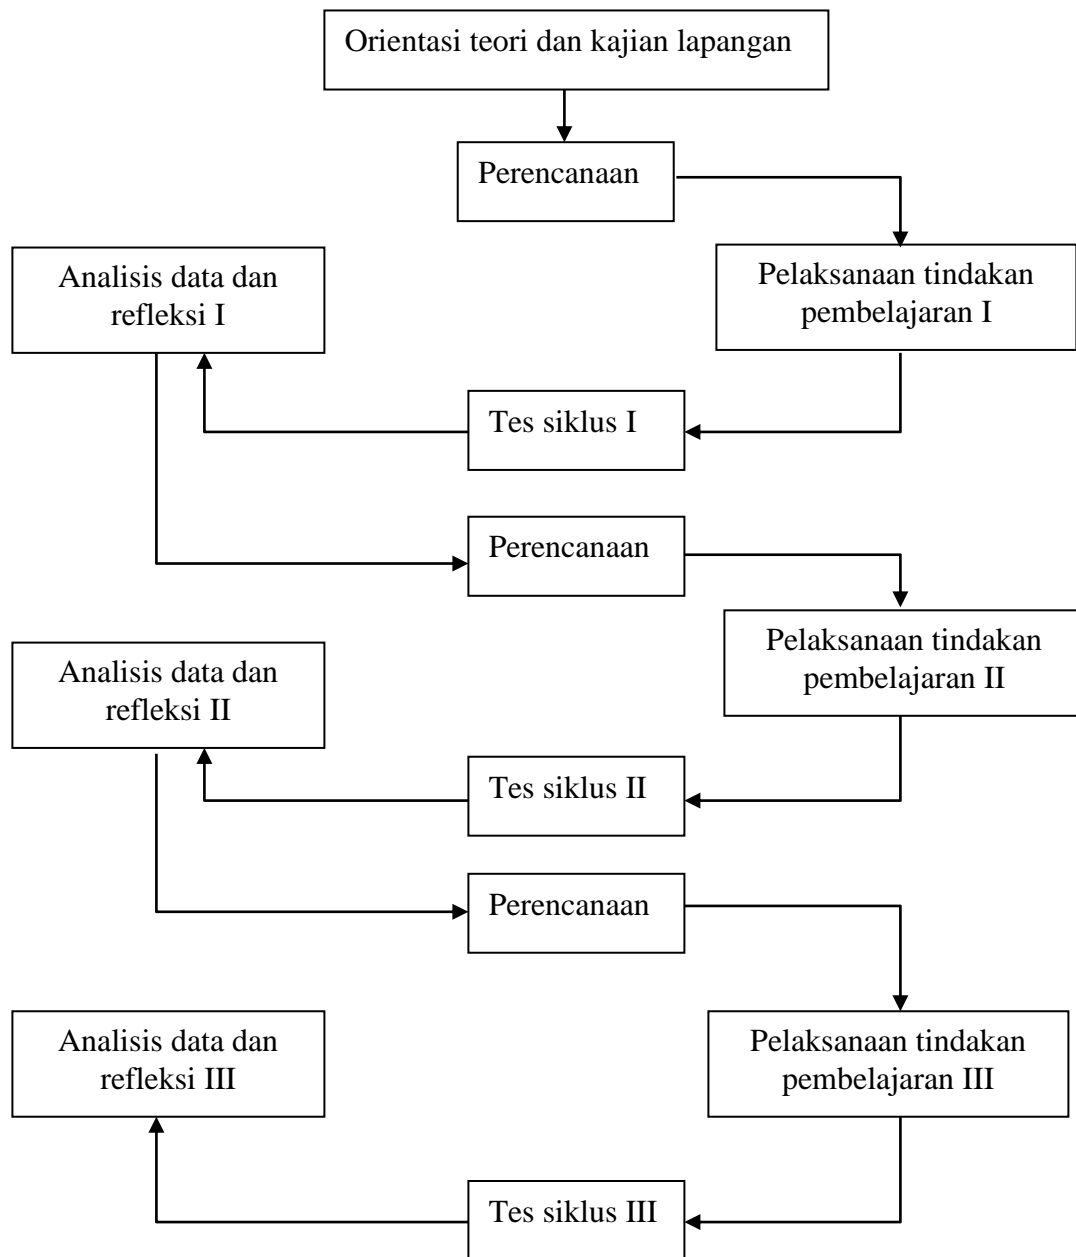 Orientasi teori dan kajian lapangan
Perencanaan
Pelaksanaan tindakan
pembelajaran I
Tes siklus I
Analisis data dan
refleksi I
Perencanaan
Pelaksanaan tindakan
pembelajaran II
Tes siklus II
Analisis data dan
refleksi II
Perencanaan
Pelaksanaan tindakan
pembelajaran III
Tes siklus III
Analisis data dan
refleksi III